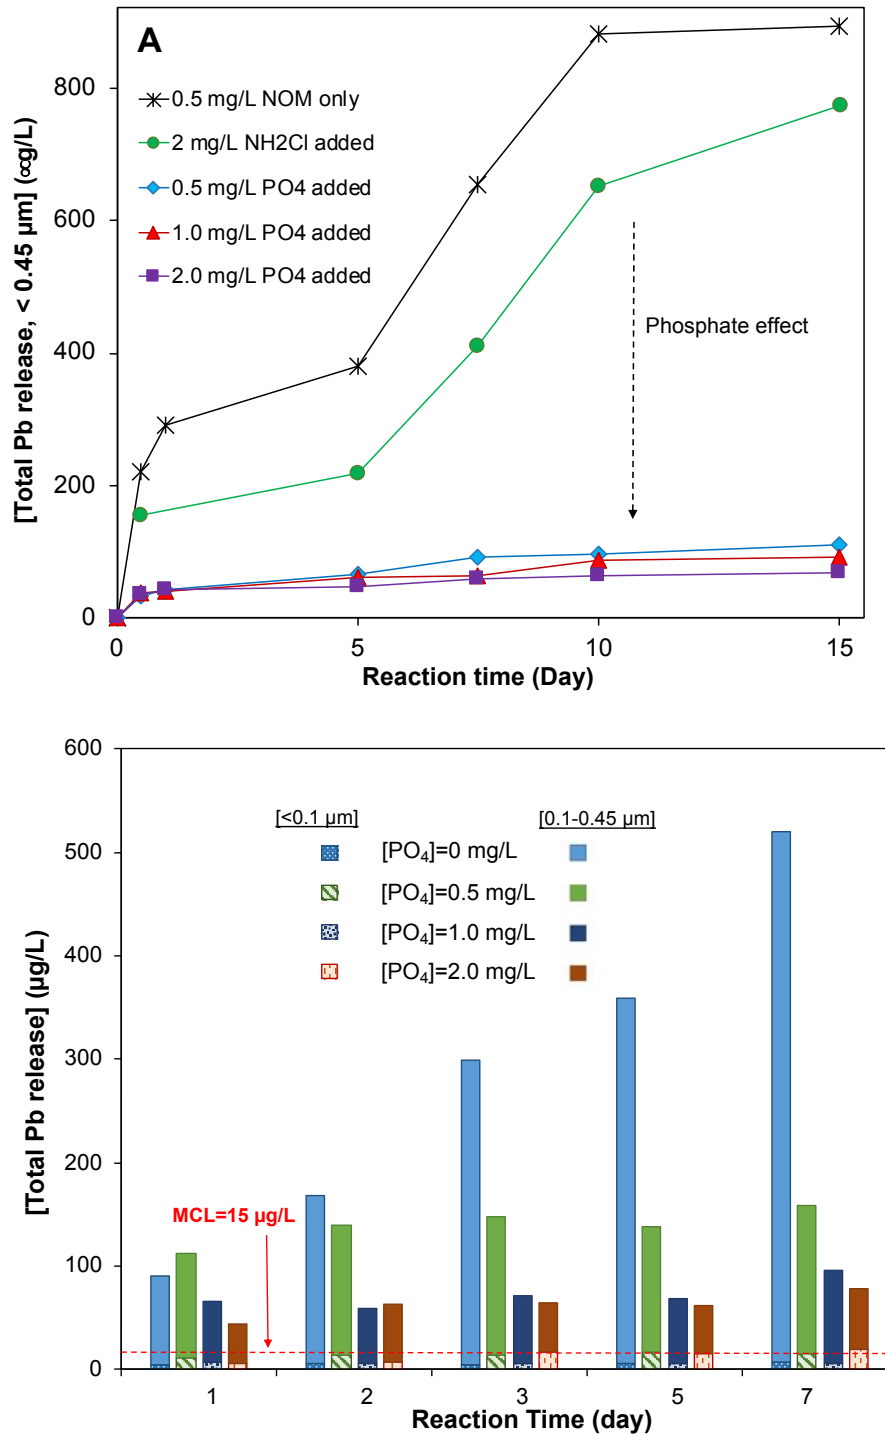 A
0.5 mg/L NOM only
2 mg/L NH2Cl added
0.5 mg/L PO4 added
1.0 mg/L PO4 added
2.0 mg/L PO4 added
Phosphate effect
[Total Pb release, < 0.45 µm] (∝g/L)
800
600
400
200
0
0 5 10 15
Reaction time (Day)
600
500
400
300
200
100
0
[Total Pb release] (µg/L)
[<0.1 µm] [0.1-0.45 µm]
[PO₄]=0 mg/L
[PO₄]=0.5 mg/L
[PO₄]=1.0 mg/L
[PO₄]=2.0 mg/L
MCL=15 µg/L
1 2 3 5 7
Reaction Time (day)